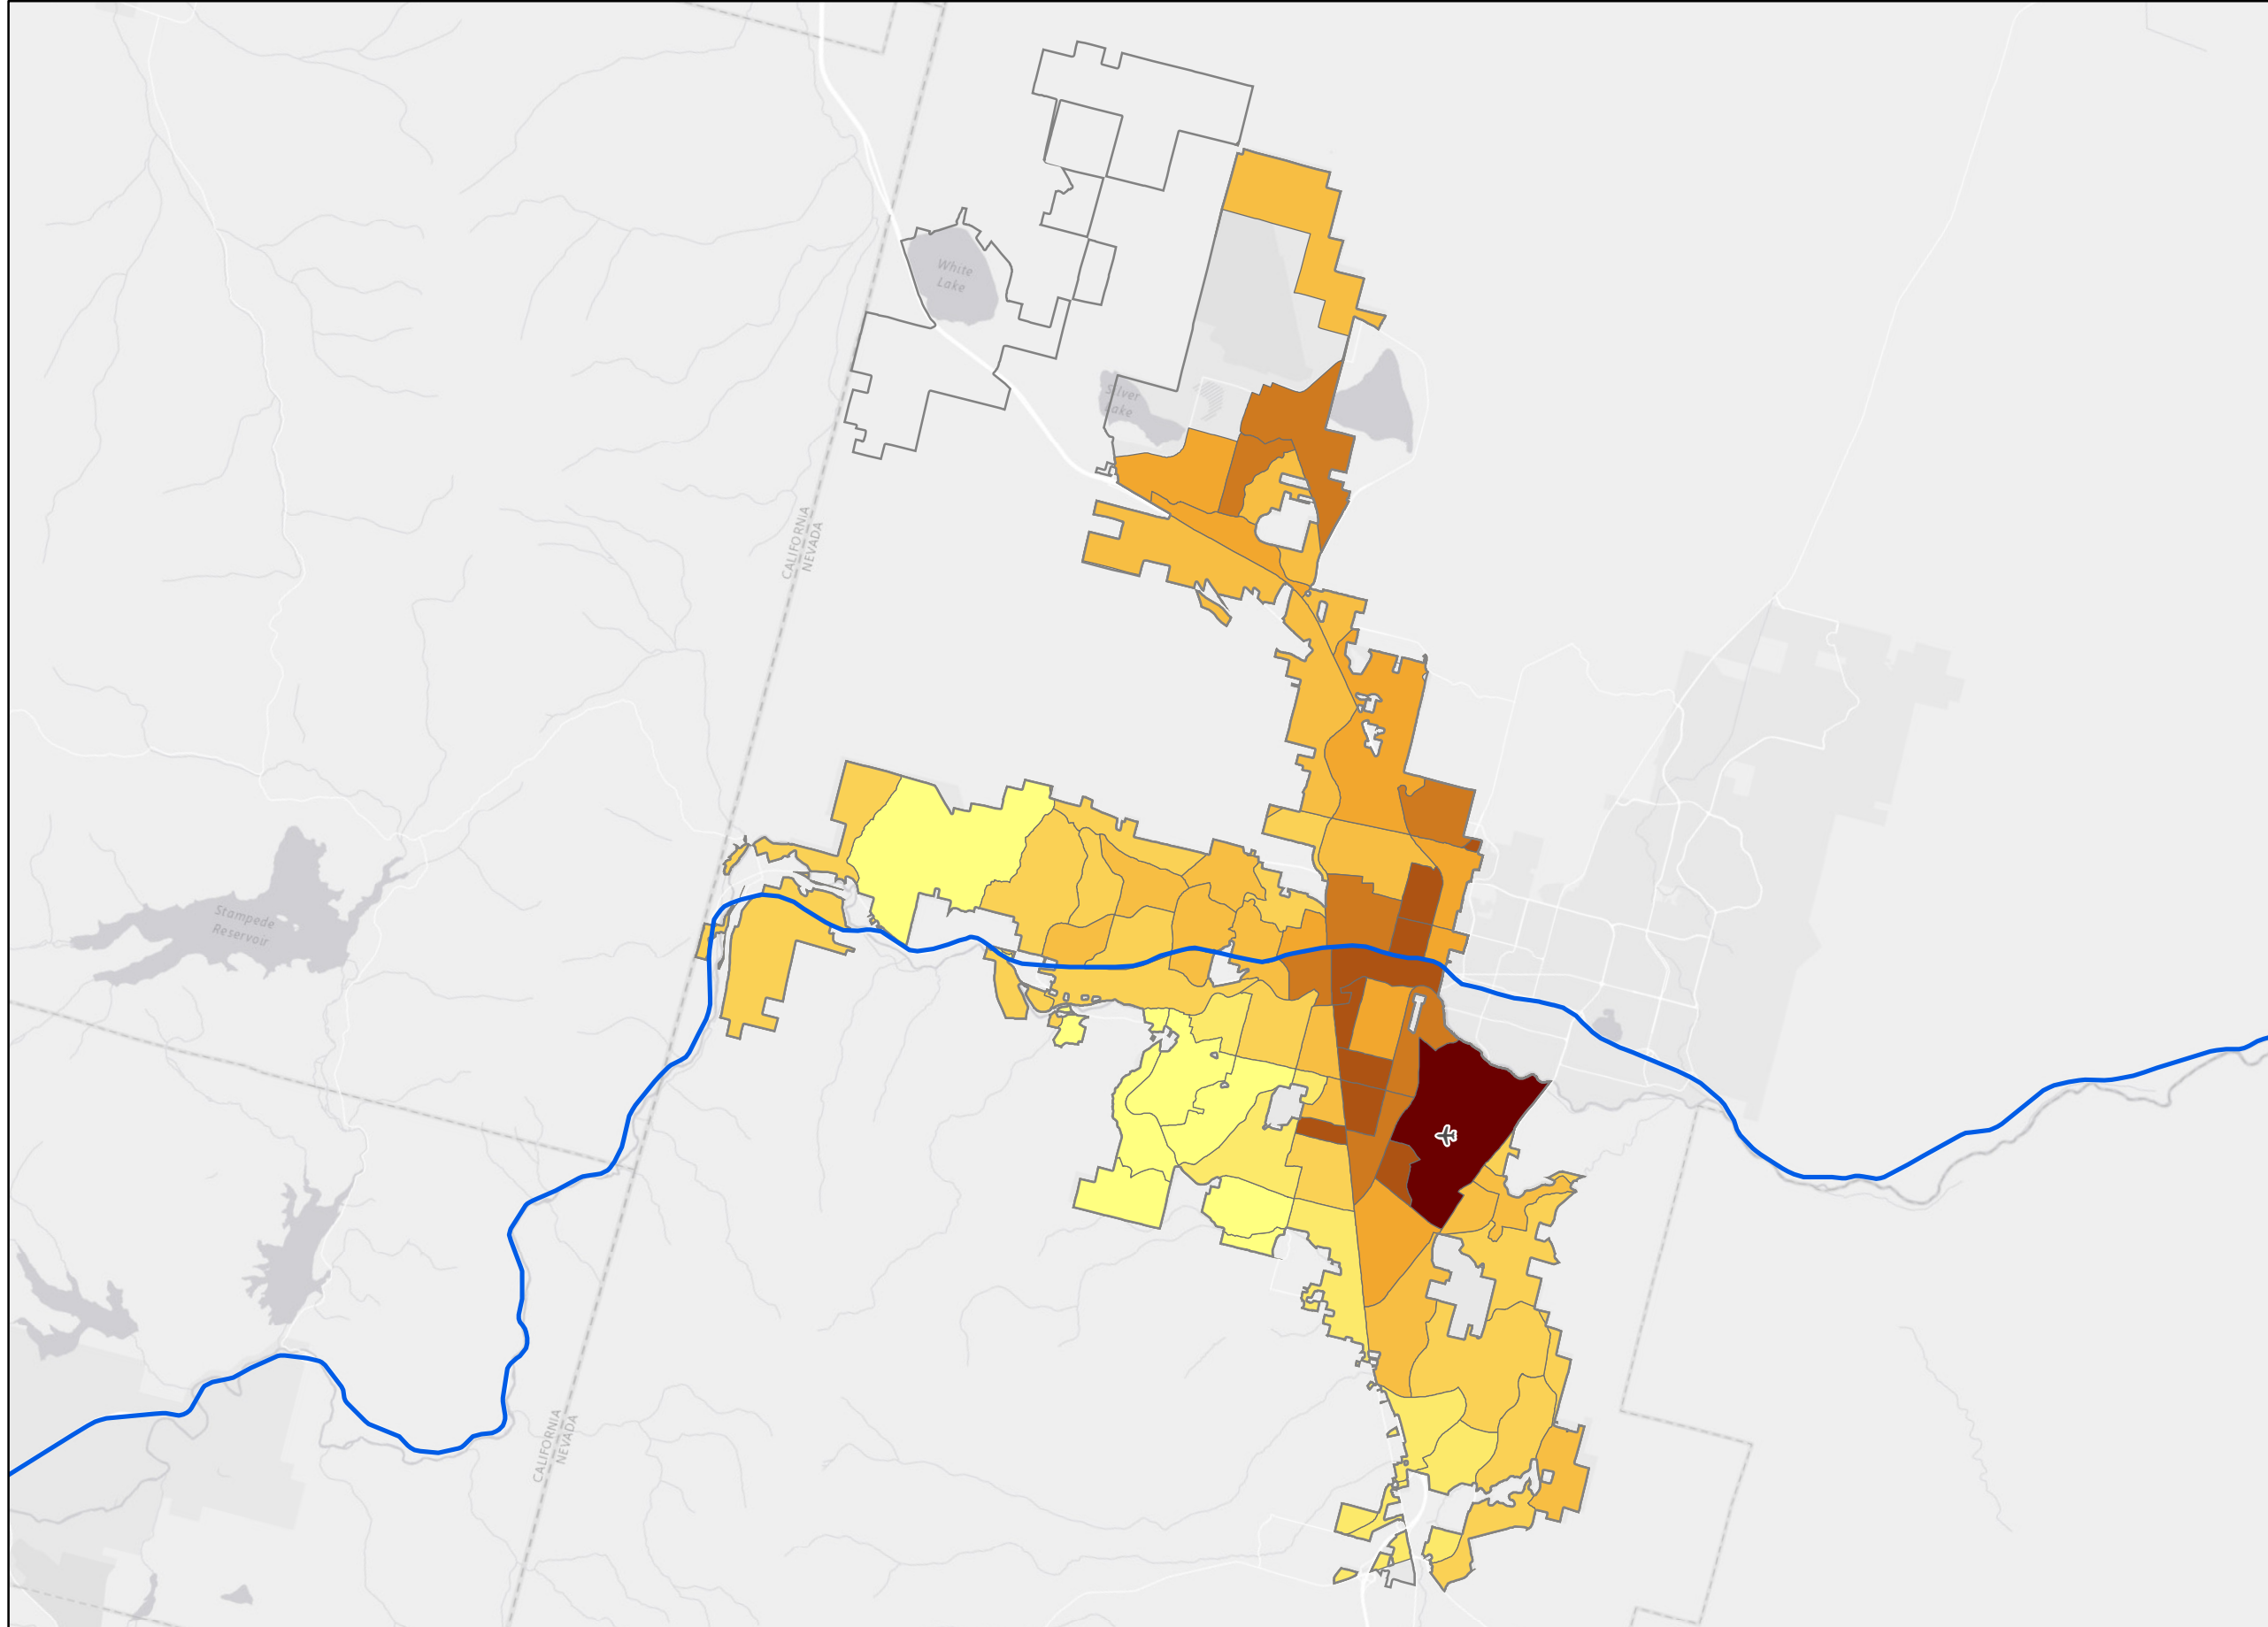 White
Lake
Silver
Lake
CALIFORNIA
NEVADA
Stampede
Reservoir
CALIFORNIA
NEVADA